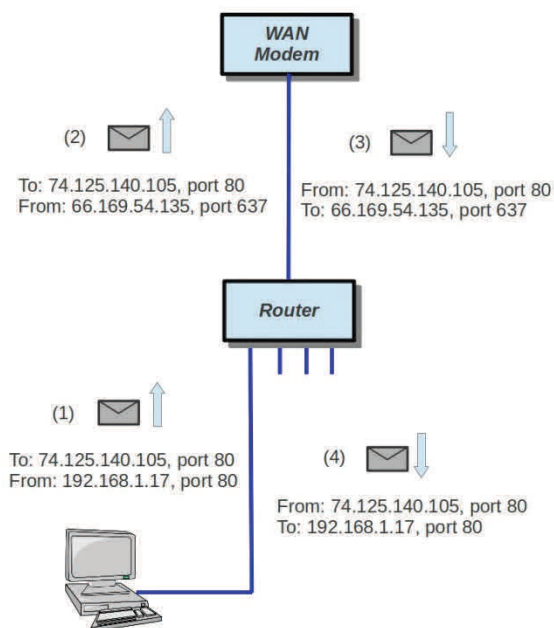 WAN
Modem
(2)
To: 74.125.140.105, port 80
From: 66.169.54.135, port 637
(3)
From: 74.125.140.105, port 80
To: 66.169.54.135, port 637
Router
(1)
To: 74.125.140.105, port 80
From: 192.168.1.17, port 80
(4)
From: 74.125.140.105, port 80
To: 192.168.1.17, port 80